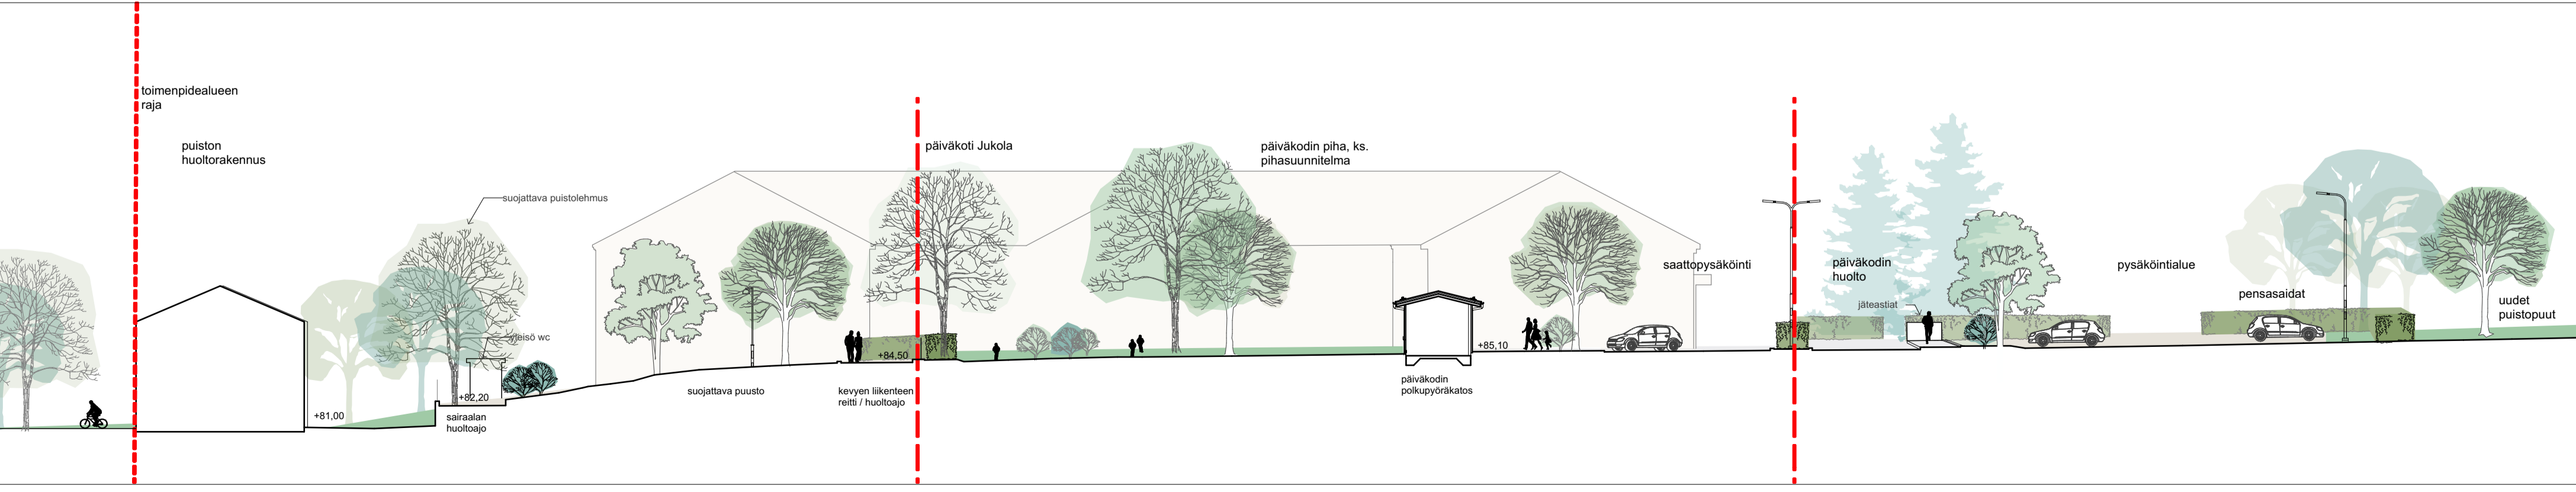 toimenpidealueen
raja
puiston
huoltorakennus
suojattava puistolehmus
yleisö wc
+81,00
+82,20
sairaalan
huoltoajo
suojattava puusto
kevyen liikenteen
reitti / huoltoajo
+84,50
päiväkoti Jukola
päiväkodin piha, ks.
pihasuunnitelma
päiväkodin
polkupyöräkatos
+85,10
saattopysäköinti
päiväkodin
huolto
jäteastiat
pysäköintialue
pensasaidat
uudet
puistopuut